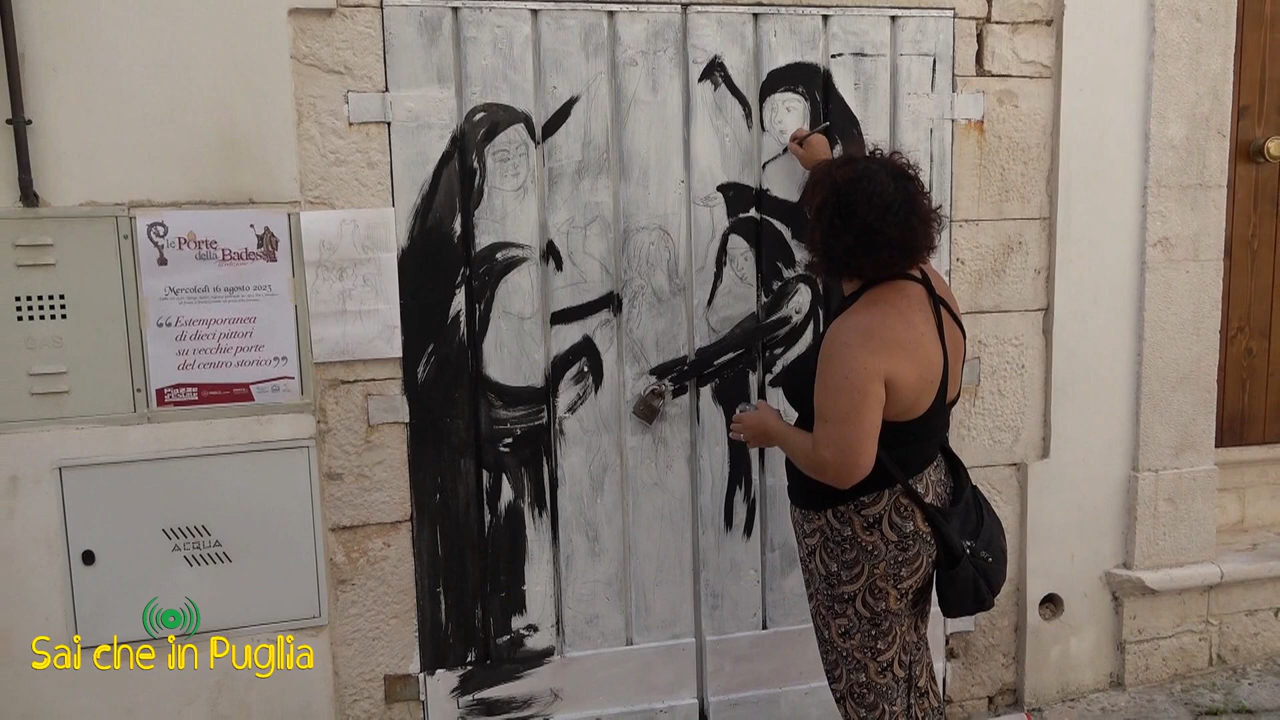 le Porte
della Badessa
Mercoledì 16 agosto 2023
“Estemporanea
di dieci pittori
su vecchie porte
del centro storico”
GAS
ACQUA
Sai che in Puglia